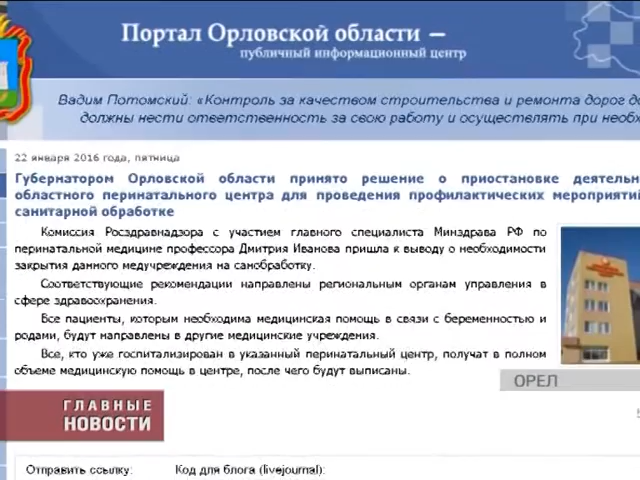 Портал Орловской области –
публичный информационный центр
Вадим Потомский: «Контроль за качеством строительства и ремонта дорог
должны нести ответственность за свою работу и осуществлять при
22 января 2016 года, пятница
Губернатором Орловской области принято решение о приостановке
областного перинатального центра для проведения профилактических мероприятий
санитарной обработке
Комиссия Росздравнадзора с участием главного специалиста Минздрава РФ по
перинатальной медицине профессора Дмитрия Иванова пришла к выводу о необходимости
закрытия данного медучреждения на санобработку.
Соответствующие рекомендации направлены региональным органам управления в
сфере здравоохранения.
Все пациенты, которым необходима медицинская помощь в связи с беременностью и
родами, будут направлены в другие медицинские учреждения.
Все, кто уже госпитализирован в указанный перинатальный центр, получат в полном
объеме медицинскую помощь в центре, после чего будут выписаны.
ОРЕЛ
ГЛАВНЫЕ
НОВОСТИ
Отправить ссылку: Код для блога (livejournal):